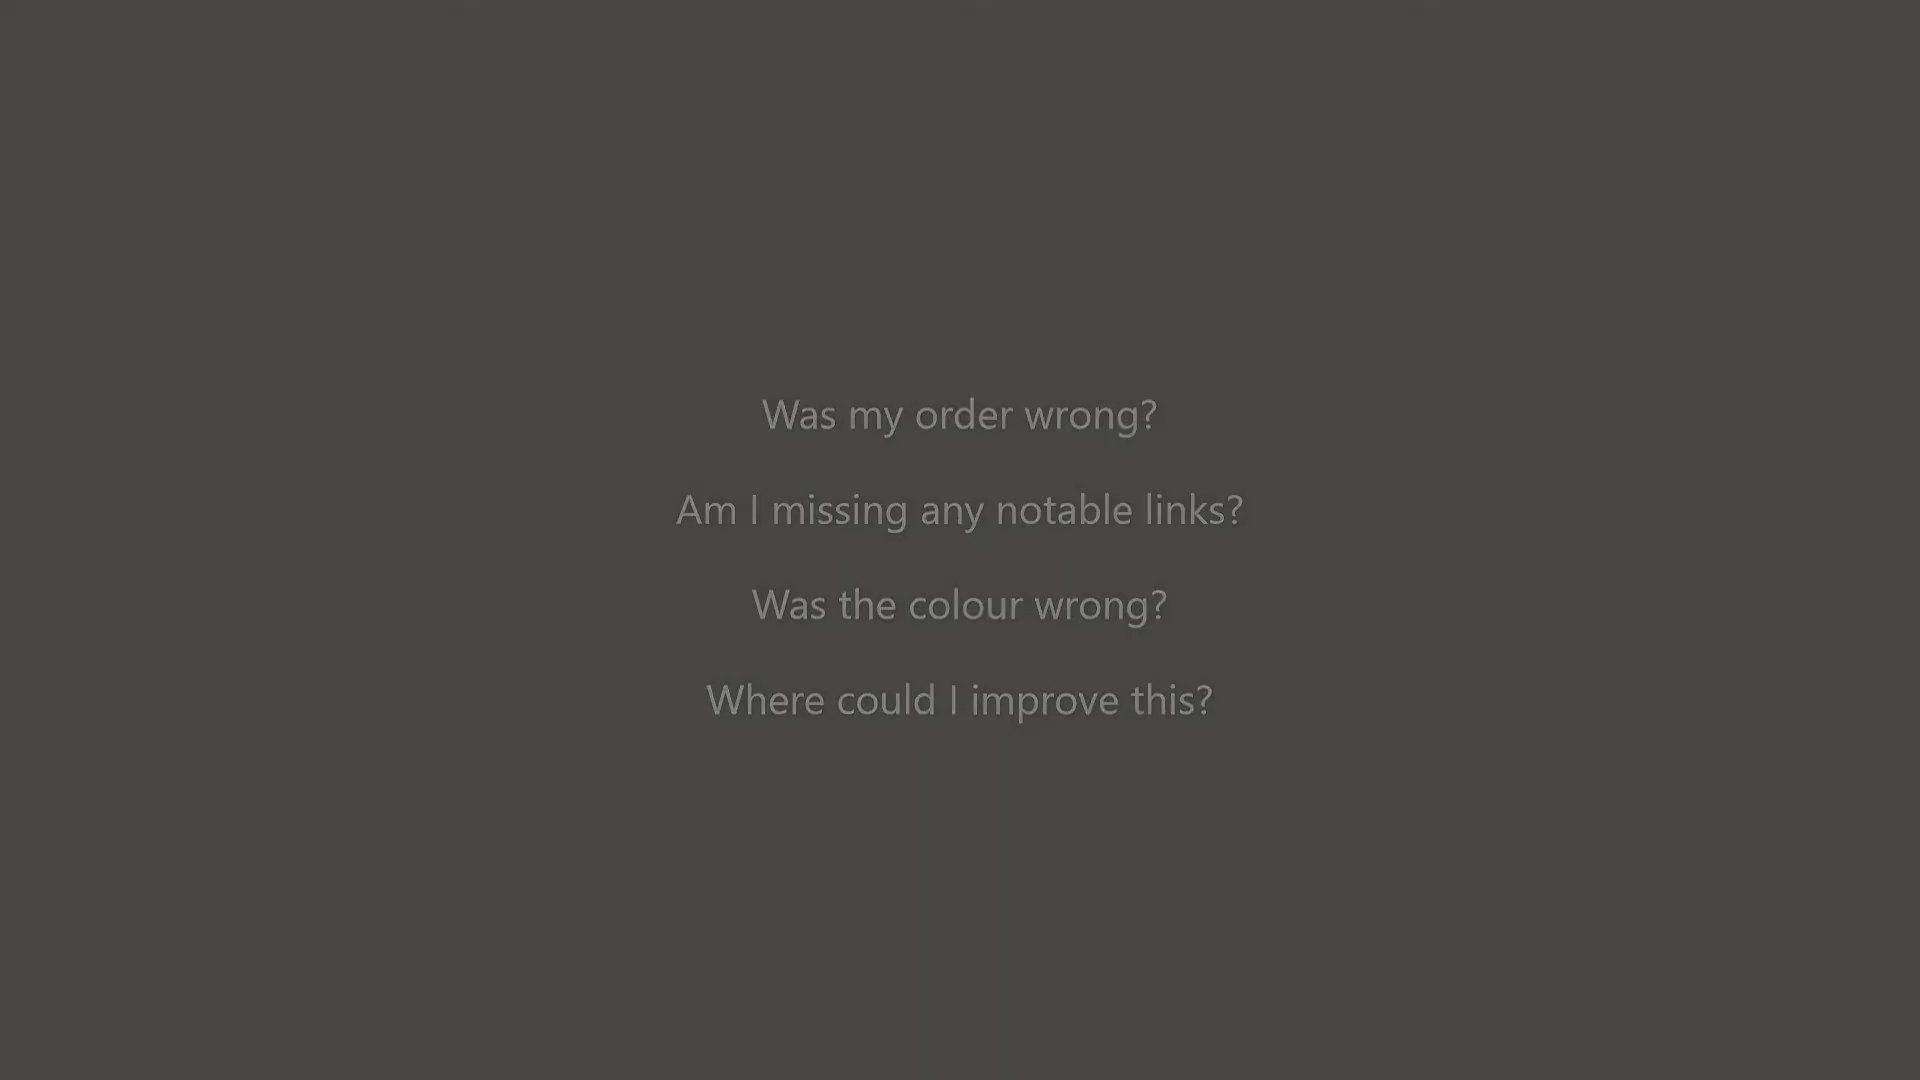 Was my order wrong?
Am I missing any notable links?
Was the colour wrong?
Where could I improve this?